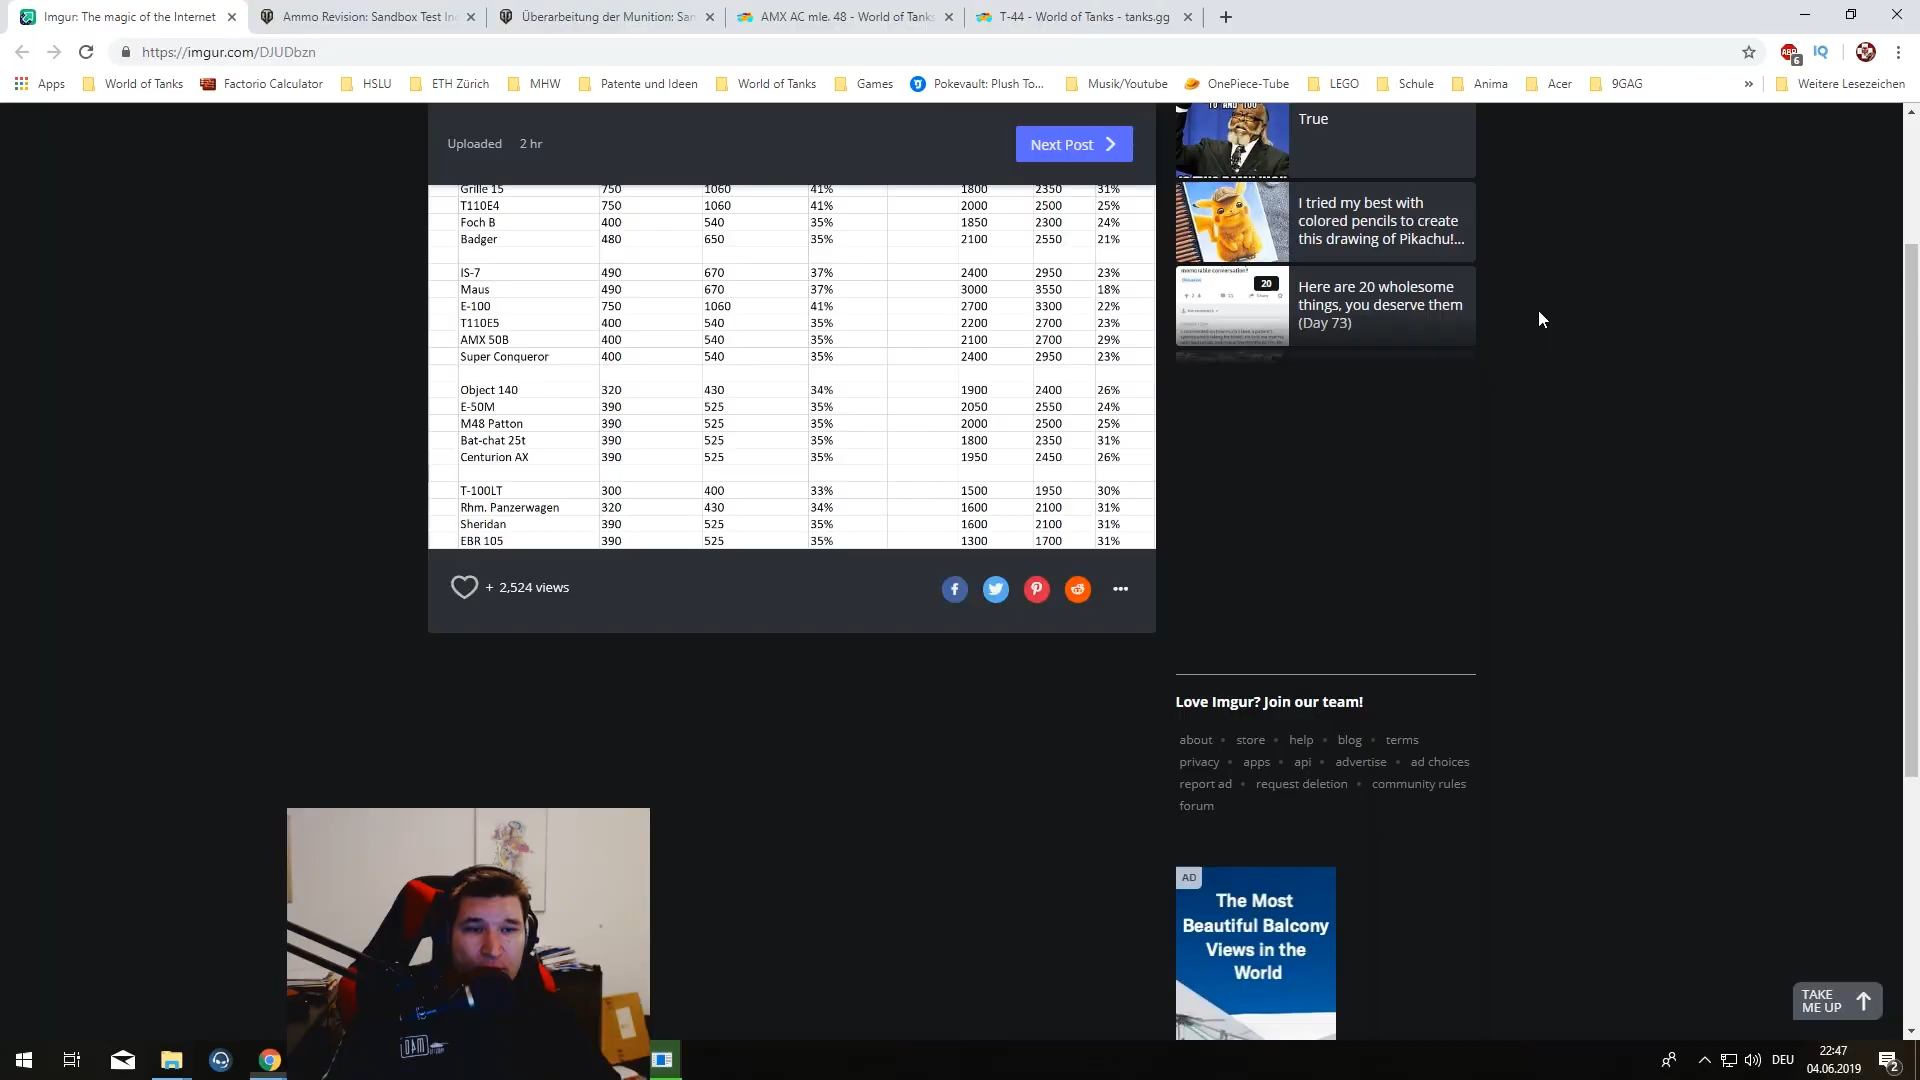 Imgur: The magic of the Internet
Ammo Revision: Sandbox Test In
Überarbeitung der Munition: San
AMX AC mle. 48 - World of Tanks
T-44 - World of Tanks - tanks.gg
https://imgur.com/DJUDbzn
ABP
6
IQ
Apps
World of Tanks
Factorio Calculator
HSLU
ETH Zürich
MHW
Patente und Ideen
World of Tanks
Games
Pokevault: Plush To...
Musik/Youtube
OnePiece-Tube
LEGO
Schule
Anima
Acer
9GAG
»
Weitere Lesezeichen
Uploaded 2 hr
Next Post
Grille 15 750 1060 41% 1800 2350 31%
T110E4 750 1060 41% 2000 2500 25%
Foch B 400 540 35% 1850 2300 24%
Badger 480 650 35% 2100 2550 21%
IS-7 490 670 37% 2400 2950 23%
Maus 490 670 37% 3000 3550 18%
E-100 750 1060 41% 2700 3300 22%
T110E5 400 540 35% 2200 2700 23%
AMX 50B 400 540 35% 2100 2700 29%
Super Conqueror 400 540 35% 2400 2950 23%
Object 140 320 430 34% 1900 2400 26%
E-50M 390 525 35% 2050 2550 24%
M48 Patton 390 525 35% 2000 2500 25%
Bat-chat 25t 390 525 35% 1800 2350 31%
Centurion AX 390 525 35% 1950 2450 26%
T-100LT 300 400 33% 1500 1950 30%
Rhm. Panzerwagen 320 430 34% 1600 2100 31%
Sheridan 390 525 35% 1600 2100 31%
EBR 105 390 525 35% 1300 1700 31%
+ 2,524 views
True
I tried my best with
colored pencils to create
this drawing of Pikachu!...
memorable conversation?
20
Here are 20 wholesome
things, you deserve them
(Day 73)
Love Imgur? Join our team!
about • store • help • blog • terms
privacy • apps • api • advertise • ad choices
report ad • request deletion • community rules
forum
AD
The Most
Beautiful Balcony
Views in the
World
TAKE
ME UP
DEU
22:47
04.06.2019
2